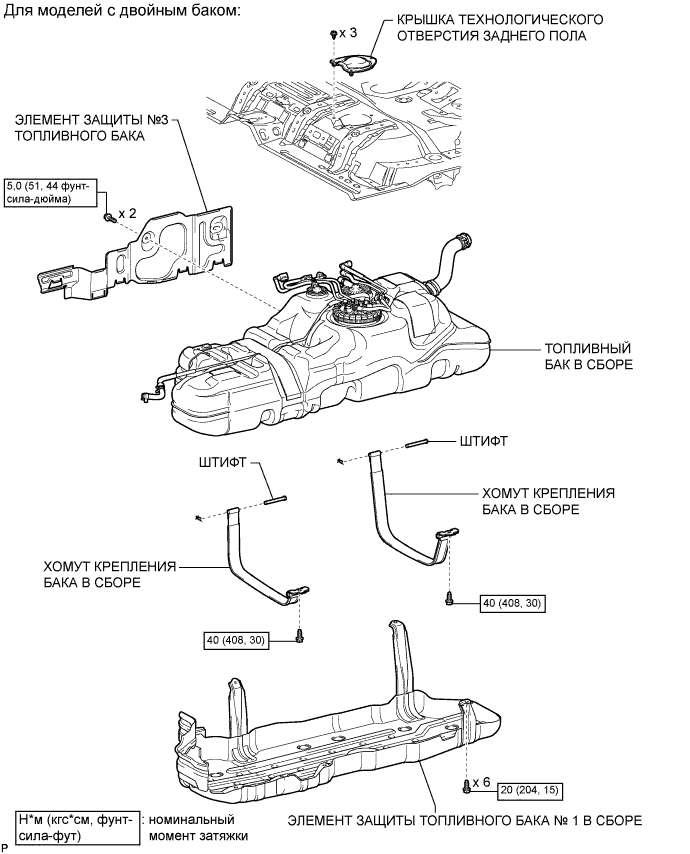 Для моделей с двойным баком:
x 3
КРЫШКА ТЕХНОЛОГИЧЕСКОГО
ОТВЕРСТИЯ ЗАДНЕГО ПОЛА
ЭЛЕМЕНТ ЗАЩИТЫ №3
ТОПЛИВНОГО БАКА
5,0 (51, 44 фунт-
сила-дюйма)
x 2
ТОПЛИВНЫЙ
БАК В СБОРЕ
ШТИФТ
ШТИФТ
ХОМУТ КРЕПЛЕНИЯ
БАКА В СБОРЕ
ХОМУТ КРЕПЛЕНИЯ
БАКА В СБОРЕ
40 (408, 30)
40 (408, 30)
x 6
20 (204, 15)
ЭЛЕМЕНТ ЗАЩИТЫ ТОПЛИВНОГО БАКА № 1 В СБОРЕ
Н*м (кгс*см, фунт-
сила-фут)
: номинальный
момент затяжки
P